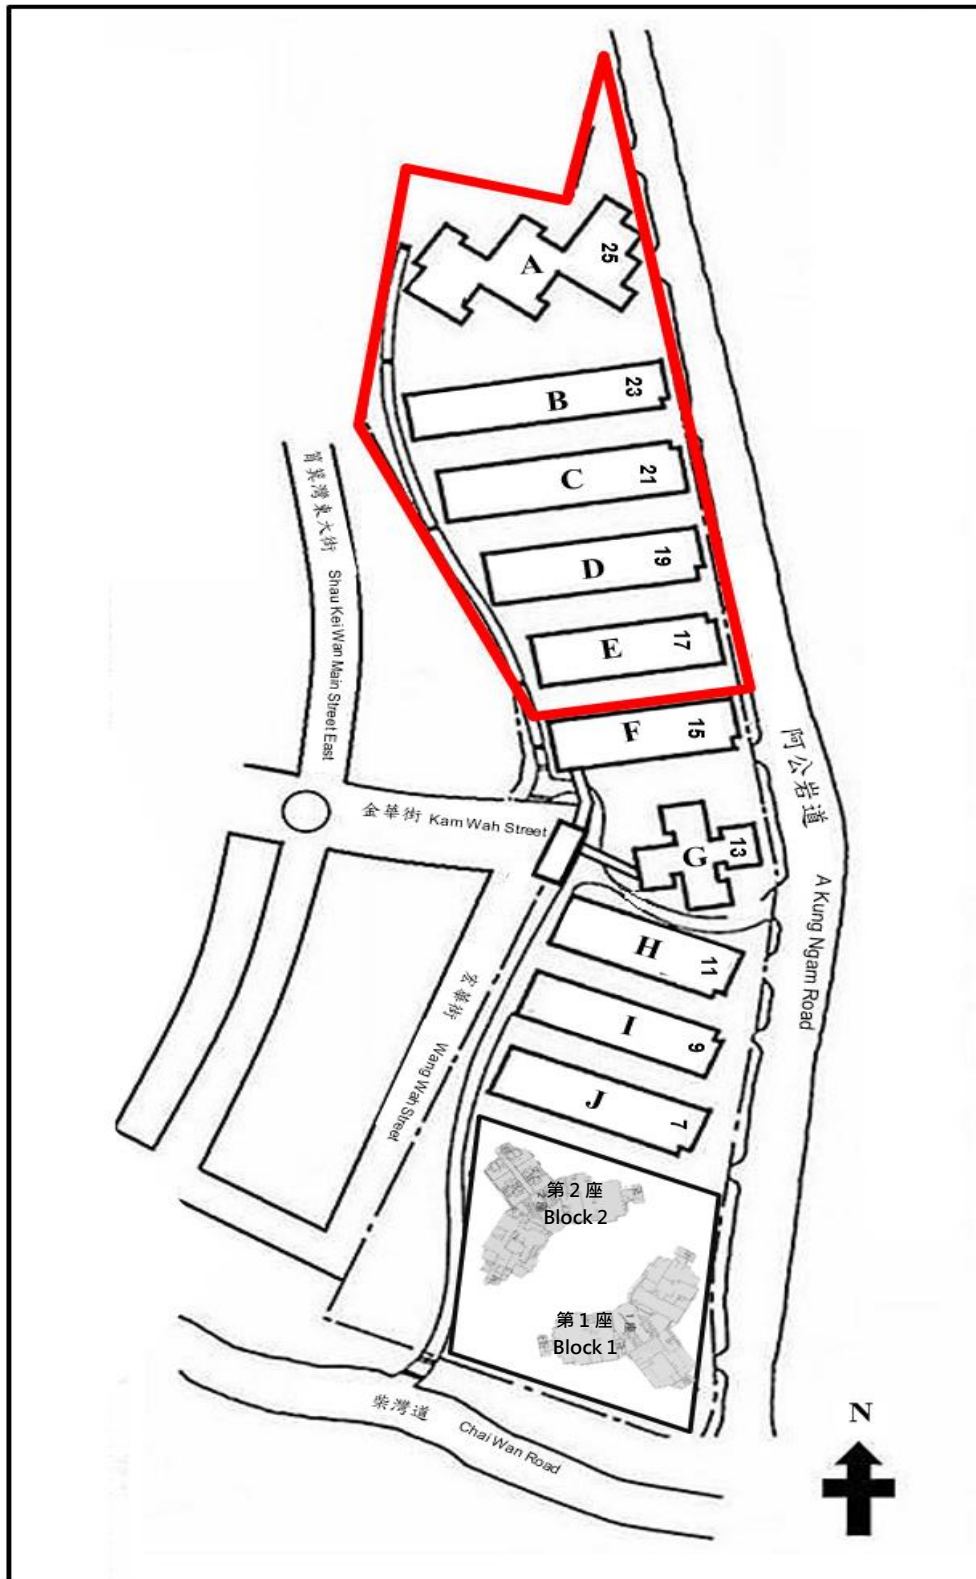 25
A
23
B
21
C
19
D
17
E
15
F
13
G
11
H
9
I
7
J
筲箕灣東大街 Shau Kei Wan Main Street East
金華街 Kam Wah Street
阿公岩道 A Kung Ngam Road
宏華街 Wang Wah Street
第 2 座
Block 2
第 1 座
Block 1
柴灣道 Chai Wan Road
N